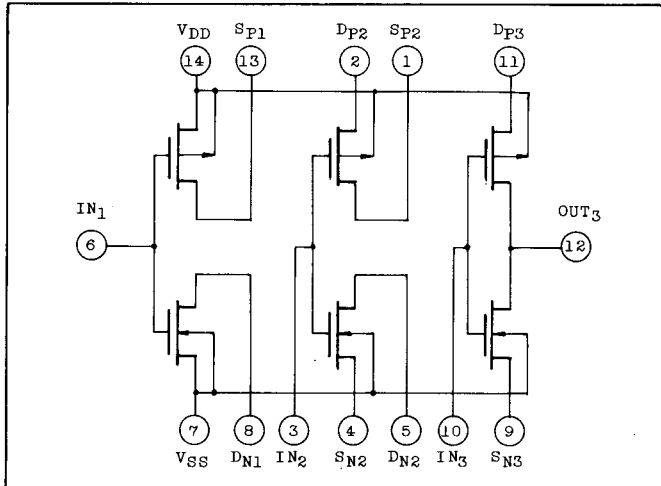 VDD SP1 DP2 SP2 DP3
14 13 2 1 11
IN1 OUT3
6 12
7 8 3 4 5 10 9
VSS DN1 IN2 SN2 DN2 IN3 SN3